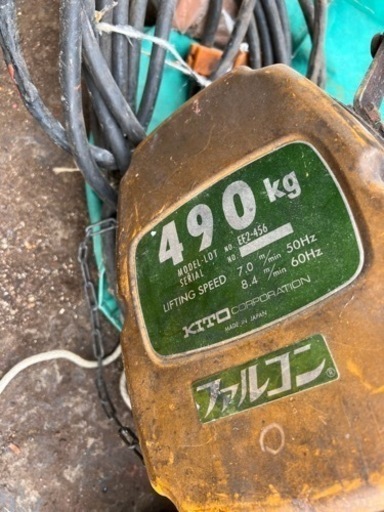 490 kg
MODEL-LOT NO. EF2-456
SERIAL NO
LIFTING SPEED 7.0 m/min 50Hz
8.4 m/min 60Hz
KITO CORPORATION
MADE IN JAPAN
ファルコン®